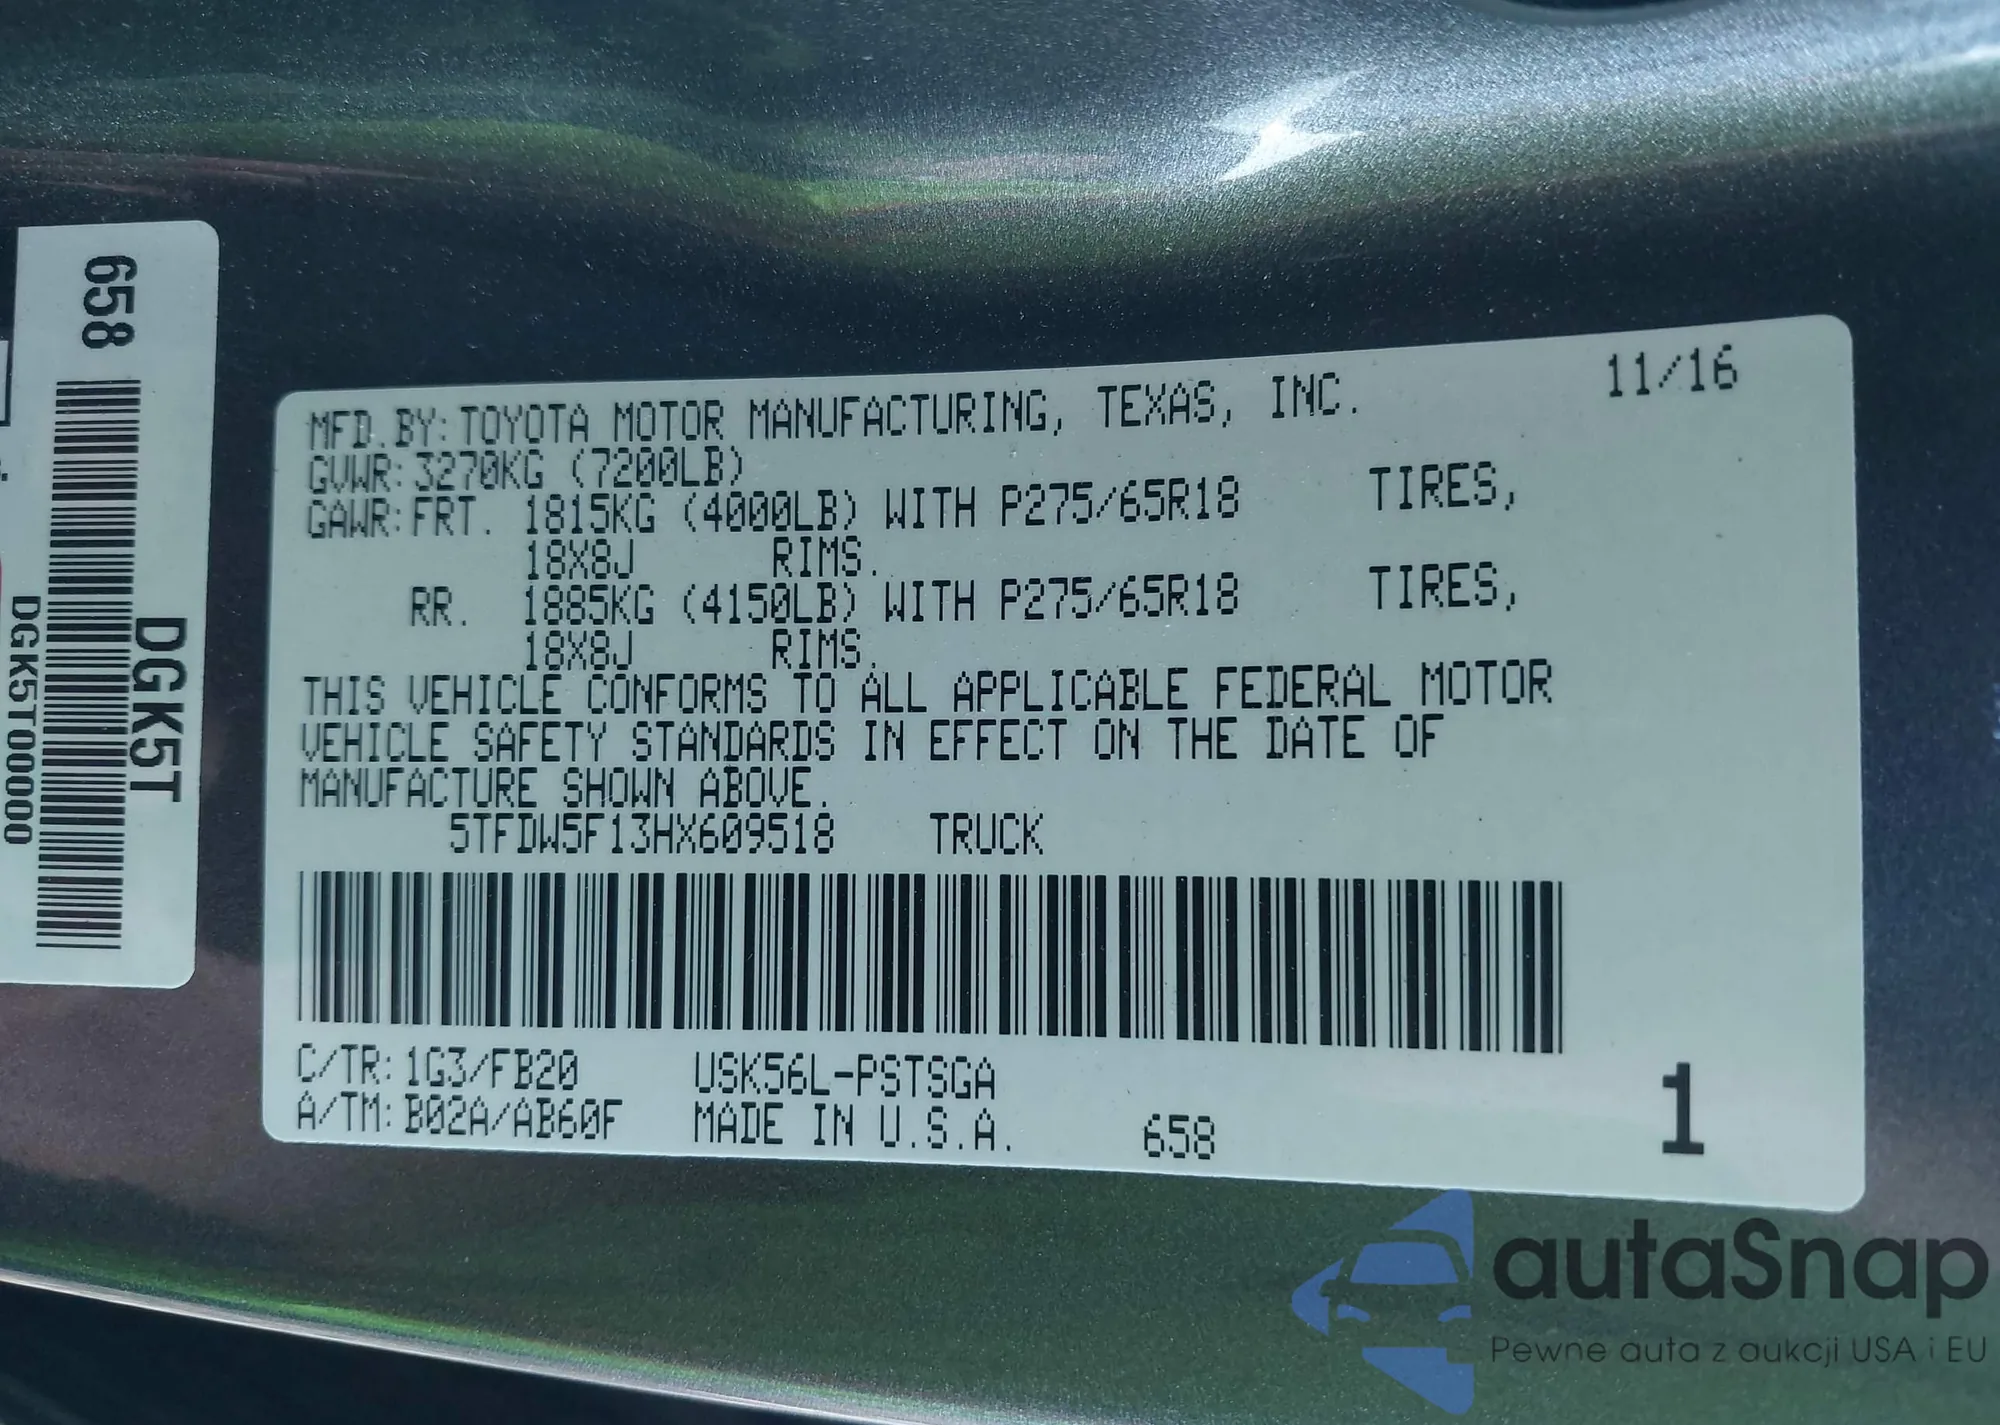 658
DGK5T
DGK5T00000
MFD.BY:TOYOTA MOTOR MANUFACTURING, TEXAS, INC. 11/16
GVWR:3270KG (7200LB)
GAWR:FRT. 1815KG (4000LB) WITH P275/65R18 TIRES,
18X8J RIMS.
RR. 1885KG (4150LB) WITH P275/65R18 TIRES,
18X8J RIMS.
THIS VEHICLE CONFORMS TO ALL APPLICABLE FEDERAL MOTOR
VEHICLE SAFETY STANDARDS IN EFFECT ON THE DATE OF
MANUFACTURE SHOWN ABOVE.
5TFDW5F13HX609518 TRUCK
C/TR:1G3/FB20 USK56L-PSTSGA
A/TM:B02A/AB60F MADE IN U.S.A. 658 1
autaSnap
Pewne auta z aukcji USA i EU